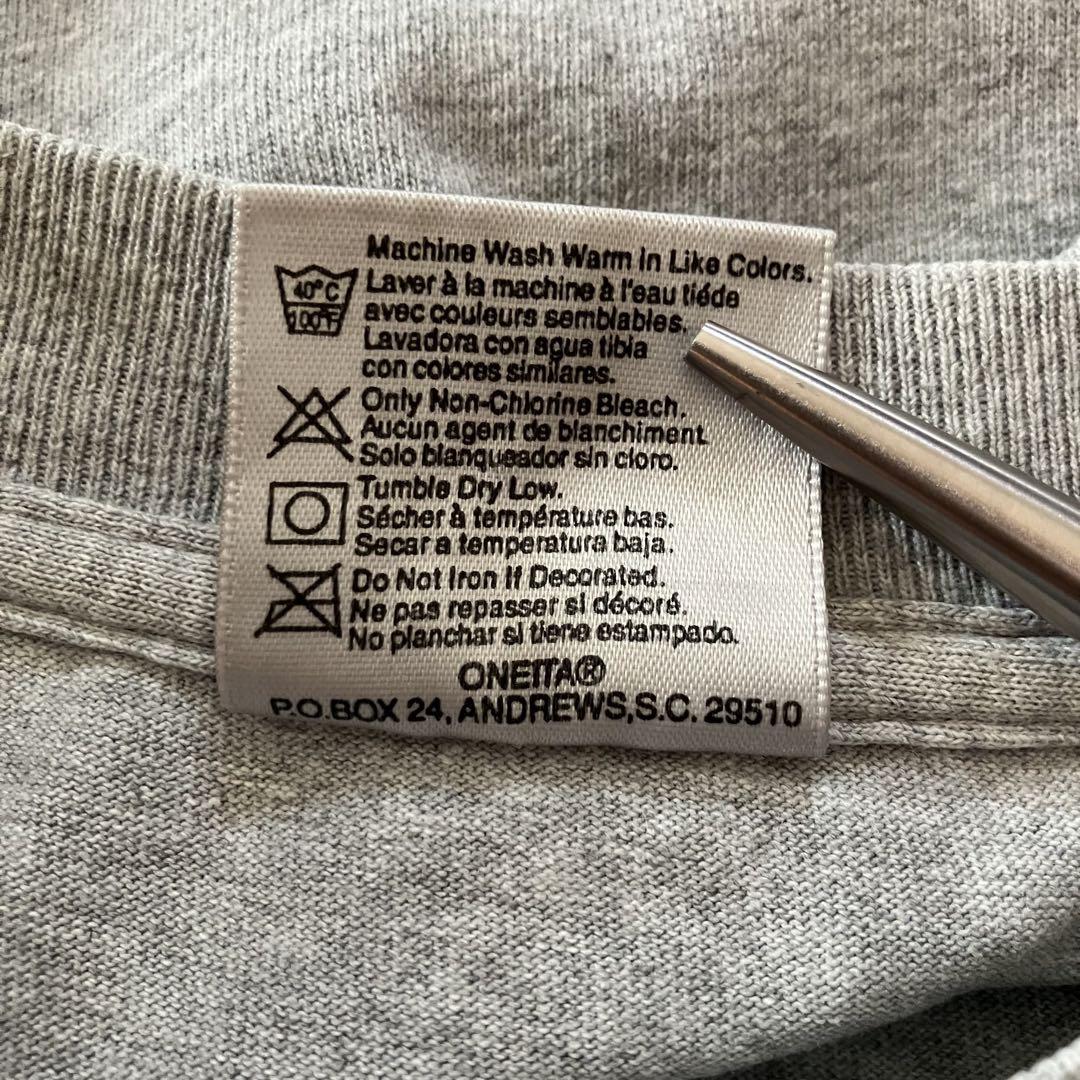 Machine Wash Warm in Like Colors.
40°C
100°F
Laver à la machine à l'eau tiéde
avec couleurs semblables.
Lavadora con agua tibia
con colores similares.
Only Non-Chlorine Bleach.
Aucun agent de blanchiment
Solo blanqueador sin cloro.
Tumble Dry Low.
Sécher à température bas.
Secar a temperatura baja.
Do Not Iron If Decorated.
Ne pas repasser si décoré.
No planchar si tiene estampado.
ONEITA®
P.O.BOX 24, ANDREWS,S.C. 29510